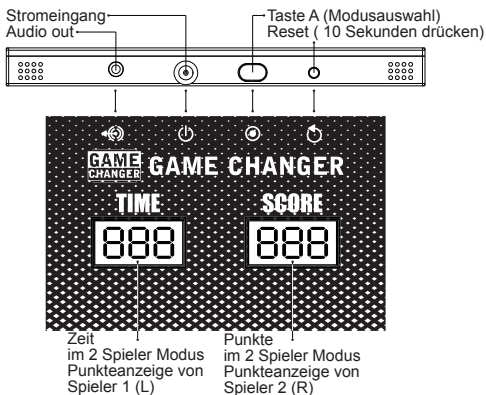 Stromeingang
Audio out
Taste A (Modusauswahl)
Reset ( 10 Sekunden drücken)
GAME
CHANGER
GAME CHANGER
TIME
SCORE
888
888
Zeit
im 2 Spieler Modus
Punkteanzeige von
Spieler 1 (L)
Punkte
im 2 Spieler Modus
Punkteanzeige von
Spieler 2 (R)